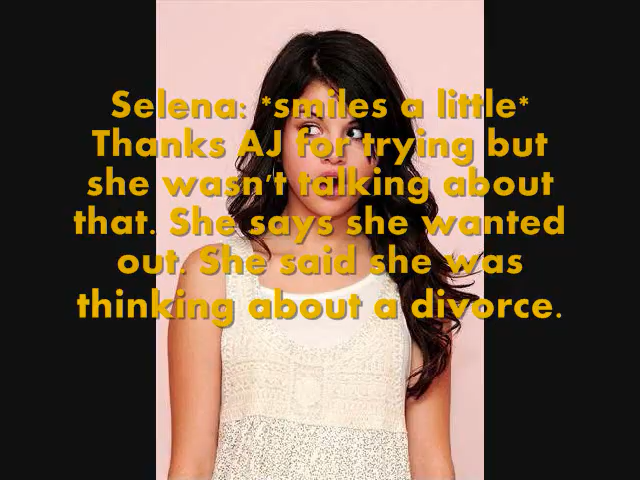 Selena: *smiles a little*
Thanks AJ for trying but
she wasn't talking about
that. She says she wanted
out. She said she was
thinking about a divorce.